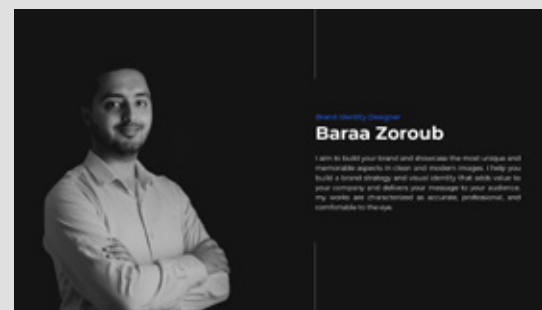 Brand Identity Designer
Baraa Zoroub
I aim to build your brand and showcase the most unique and
memorable aspects in clean and modern images. I help you
build a brand strategy and visual identity that adds value to
your company and delivers your message to your audience.
my works are characterized as accurate, professional, and
comfortable to the eye.